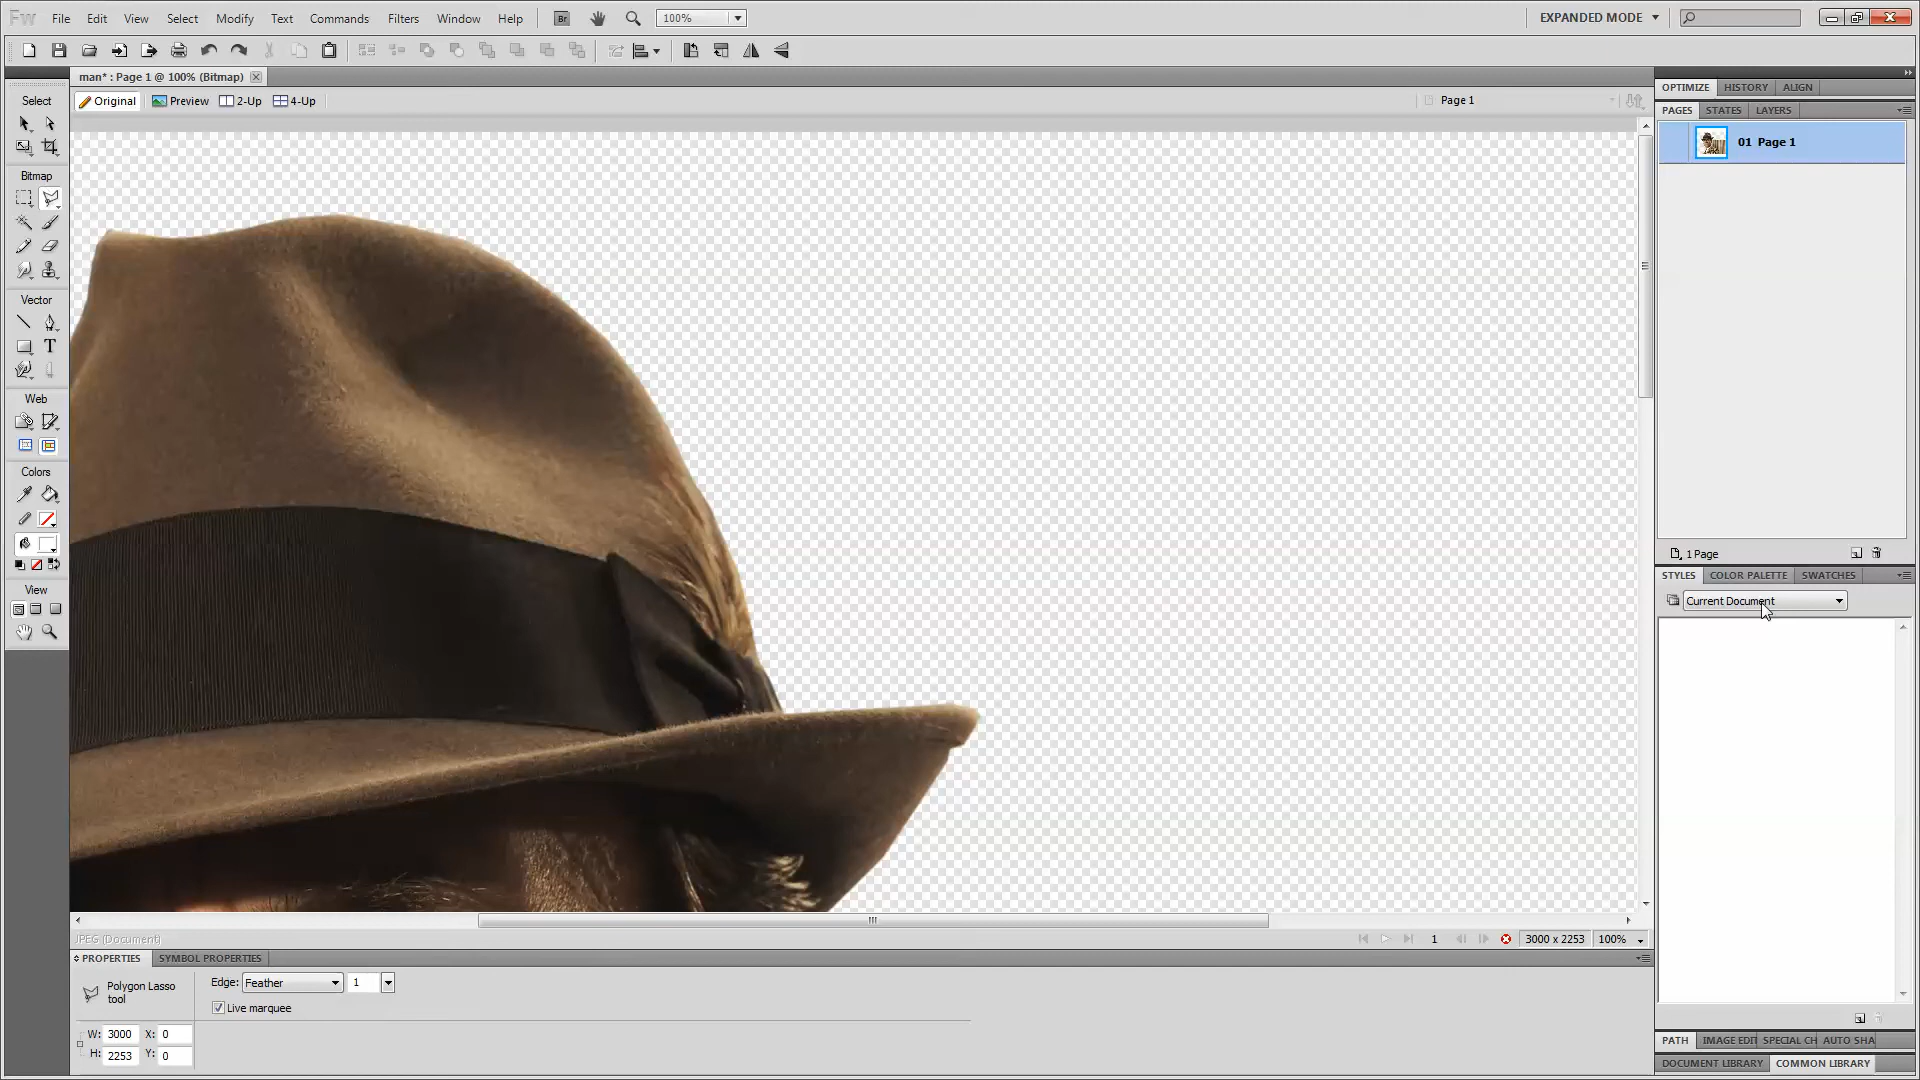 Fw File Edit View Select Modify Text Commands Filters Window Help Br 100% EXPANDED MODE
man* : Page 1 @ 100% (Bitmap)
Original Preview 2-Up 4-Up Page 1
Select
Bitmap
Vector
T
Web
Colors
View
OPTIMIZE HISTORY ALIGN
PAGES STATES LAYERS
01 Page 1
1 Page
STYLES COLOR PALETTE SWATCHES
Current Document
JPEG (Document) 1 3000 x 2253 100%
PROPERTIES SYMBOL PROPERTIES
Polygon Lasso
tool
Edge: Feather 1
Live marquee
W: 3000 X: 0
H: 2253 Y: 0
PATH IMAGE EDIT SPECIAL CH AUTO SHA
DOCUMENT LIBRARY COMMON LIBRARY